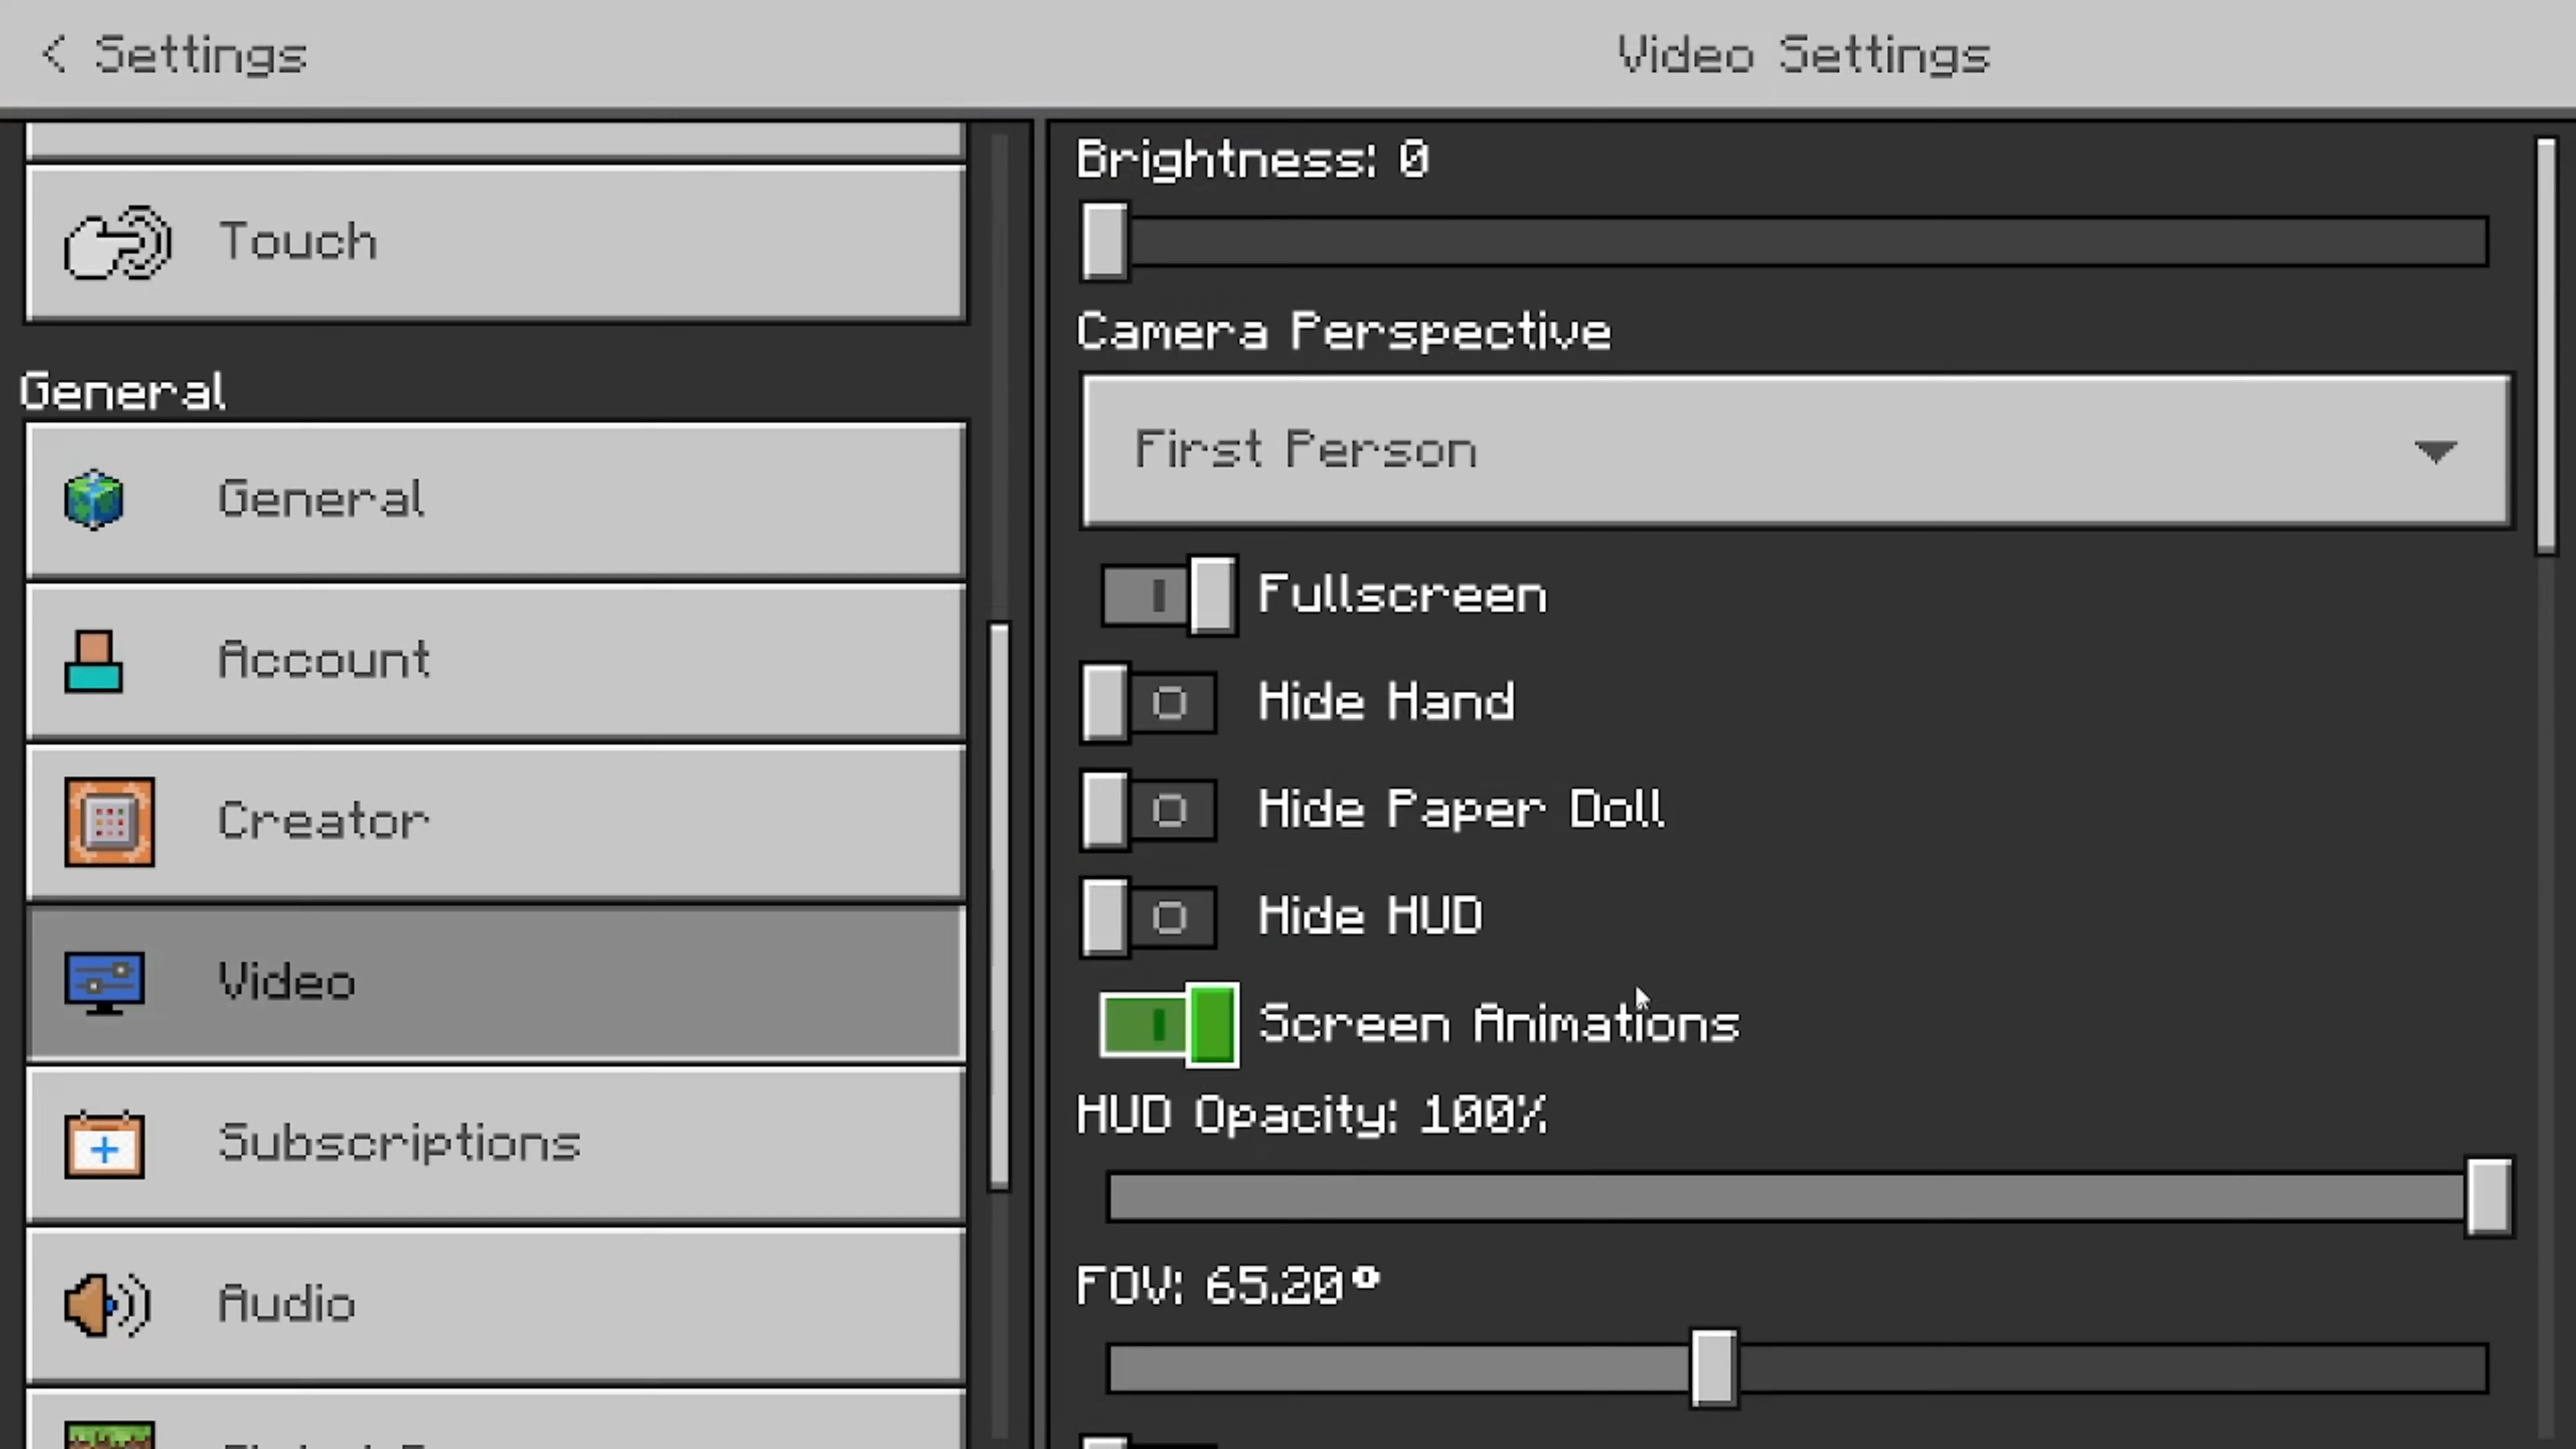 < Settings
Video Settings
Touch
General
General
Account
Creator
Video
Subscriptions
Audio
Brightness: 0
Camera Perspective
First Person
Fullscreen
Hide Hand
Hide Paper Doll
Hide HUD
Screen Animations
HUD Opacity: 100%
FOV: 65.20°